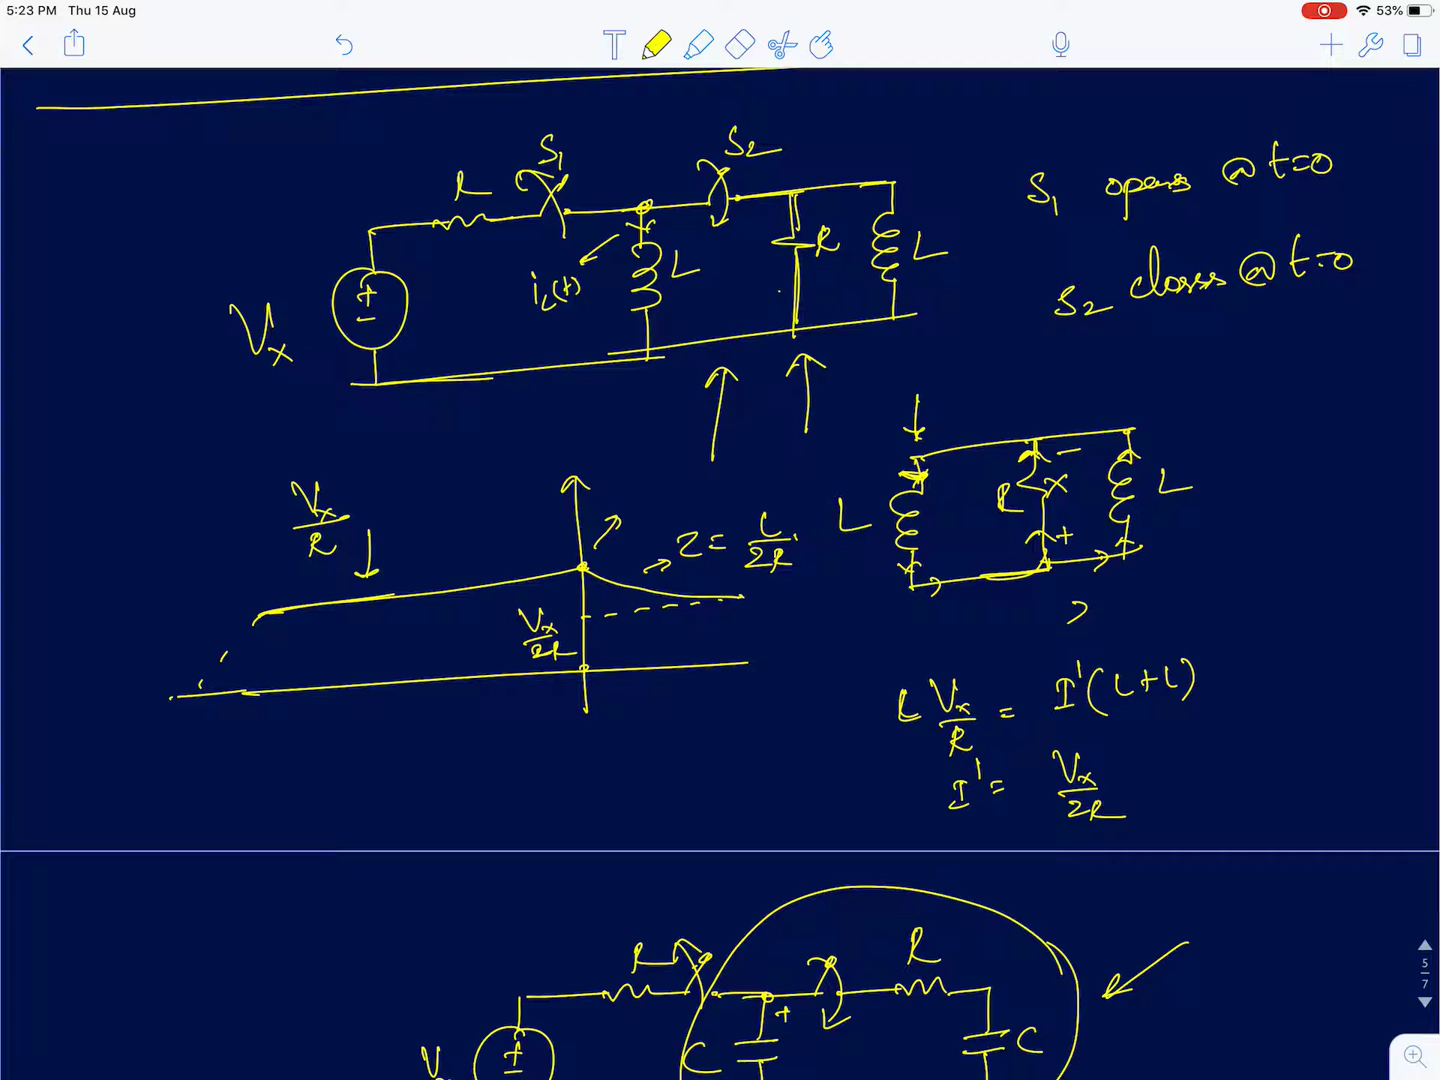 5:23 PM Thu 15 Aug
53%
S1
S2
R
S1 opens @ t=0
+
R
L
iL(t)
L
Vx
+
−
S2 closes @ t=0
Vx/R
τ = L/2R
L
R
−
+
L
Vx/2R
L Vx/R = I'(L+L)
I' = Vx/2R
5
7
R
R
+
C
C
V
+